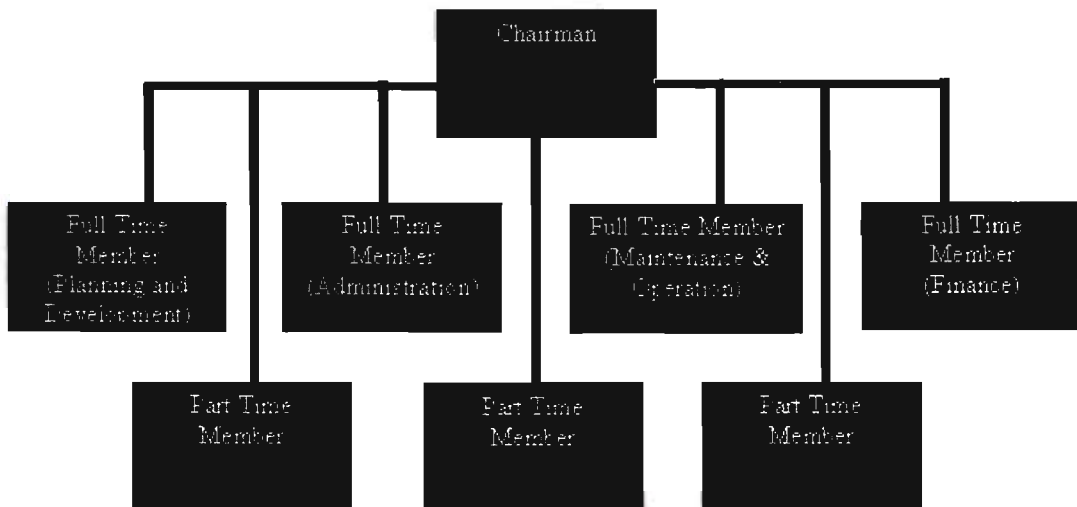 Chairman
Full Time
Member
(Planning and
Development)
Full Time
Member
(Administration)
Full Time Member
(Maintenance &
Operation)
Full Time
Member
(Finance)
Part Time
Member
Part Time
Member
Part Time
Member